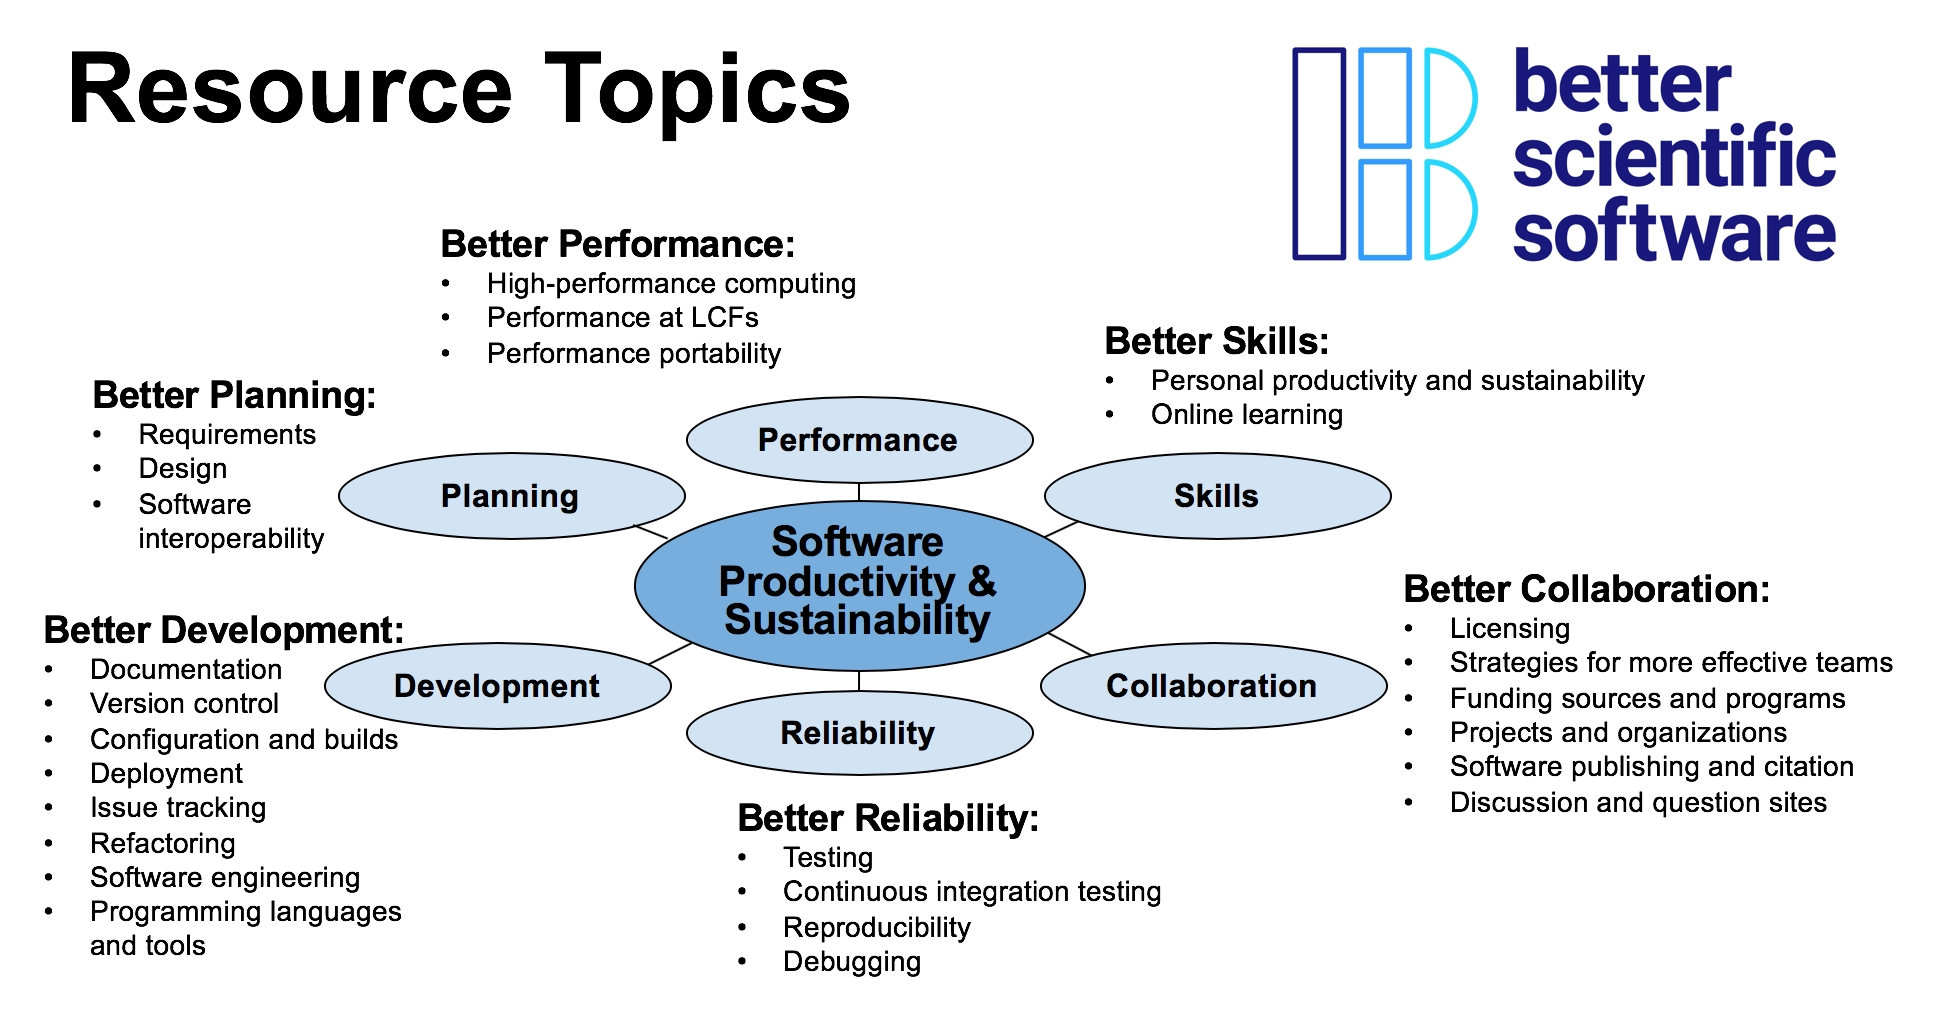 Resource Topics
better
scientific
software
Better Performance:
• High-performance computing
• Performance at LCFs
• Performance portability
Better Skills:
• Personal productivity and sustainability
• Online learning
Better Planning:
• Requirements
• Design
• Software
interoperability
Performance
Planning
Skills
Software
Productivity &
Sustainability
Better Collaboration:
• Licensing
• Strategies for more effective teams
• Funding sources and programs
• Projects and organizations
• Software publishing and citation
• Discussion and question sites
Better Development:
• Documentation
• Version control
• Configuration and builds
• Deployment
• Issue tracking
• Refactoring
• Software engineering
• Programming languages
and tools
Development
Collaboration
Reliability
Better Reliability:
• Testing
• Continuous integration testing
• Reproducibility
• Debugging